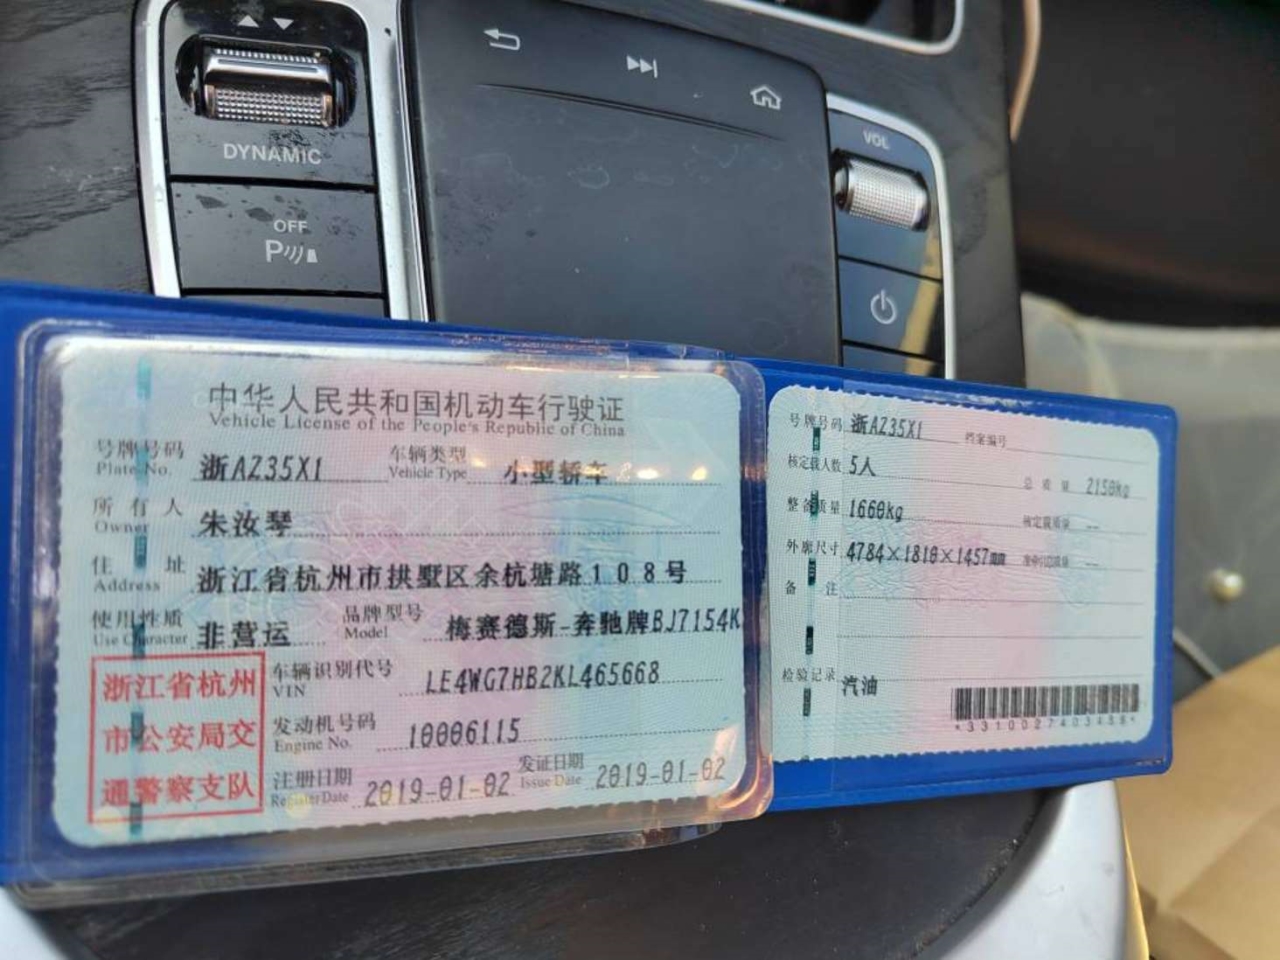 DYNAMIC
OFF
P
VOL
中华人民共和国机动车行驶证
Vehicle License of the People's Republic of China
号牌号码 浙AZ35X1 车辆类型 小型轿车
Plate No. Vehicle Type
所有人 朱汝琴
Owner
住址 浙江省杭州市拱墅区余杭塘路108号
Address
使用性质 非营运 品牌型号 梅赛德斯-奔驰牌BJ7154K
Use Character Model
浙江省杭州
市公安局交
通警察支队
车辆识别代号 LE4WG7HB2KL465668
VIN
发动机号码 10006115
Engine No.
注册日期 2019-01-02 发证日期 2019-01-02
Register Date Issue Date
号牌号码 浙AZ35X1 档案编号
核定载人数 5人 总质量 2150kg
整备质量 1660kg 核定载质量 --
外廓尺寸 4784×1810×1457mm --
备注
检验记录 汽油
*3310027403488*